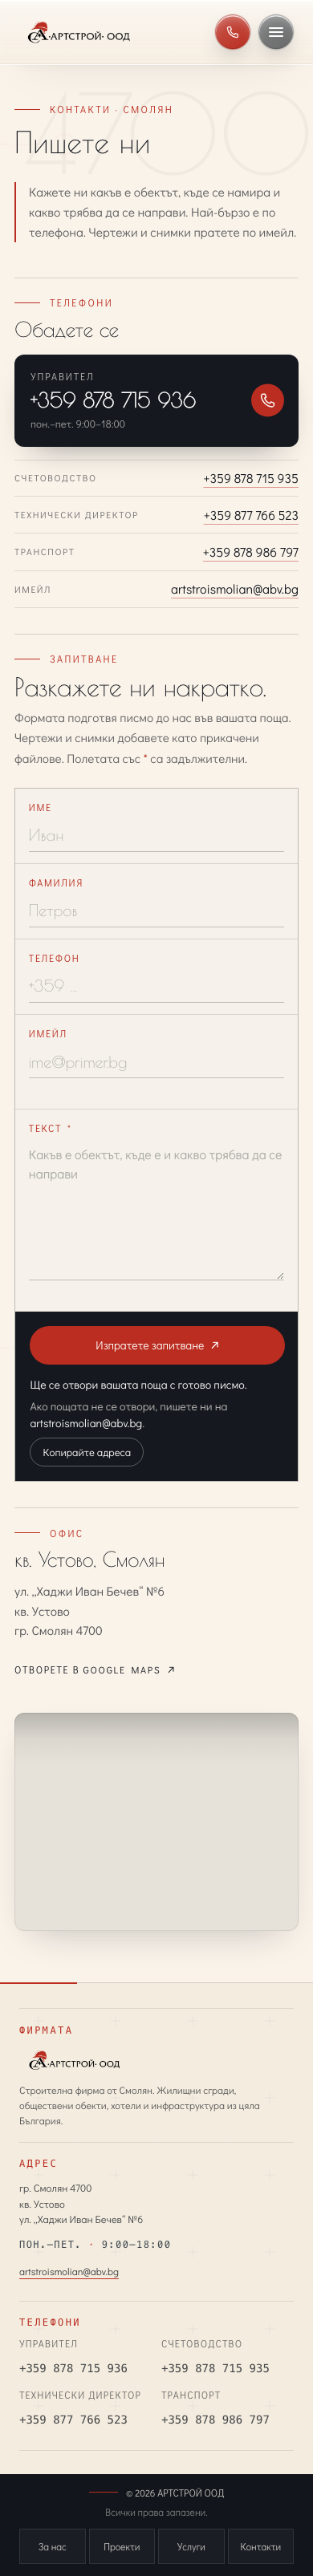 А·АРТСТРОЙ· ООД
4700
КОНТАКТИ · СМОЛЯН
Пишете ни
Кажете ни какъв е обектът, къде се намира и
какво трябва да се направи. Най-бързо е по
телефона. Чертежи и снимки пратете по имейл.
ТЕЛЕФОНИ
Обадете се
УПРАВИТЕЛ
+359 878 715 936
пон.–пет. 9:00–18:00
СЧЕТОВОДСТВО
+359 878 715 935
ТЕХНИЧЕСКИ ДИРЕКТОР
+359 877 766 523
ТРАНСПОРТ
+359 878 986 797
ИМЕЙЛ
artstroismolian@abv.bg
ЗАПИТВАНЕ
Разкажете ни накратко.
Формата подготвя писмо до нас във вашата поща.
Чертежи и снимки добавете като прикачени
файлове. Полетата със * са задължителни.
ИМЕ
Иван
ФАМИЛИЯ
Петров
ТЕЛЕФОН
+359 ...
ИМЕЙЛ
ime@primer.bg
ТЕКСТ *
Какъв е обектът, къде е и какво трябва да се
направи
Изпратете запитване ↗
Ще се отвори вашата поща с готово писмо.
Ако пощата не се отвори, пишете ни на
artstroismolian@abv.bg.
Копирайте адреса
ОФИС
кв. Устово, Смолян
ул. „Хаджи Иван Бечев“ №6
кв. Устово
гр. Смолян 4700
ОТВОРЕТЕ В GOOGLE MAPS ↗
ФИРМАТА
А·АРТСТРОЙ· ООД
Строителна фирма от Смолян. Жилищни сгради,
обществени обекти, хотели и инфраструктура из цяла
България.
АДРЕС
гр. Смолян 4700
кв. Устово
ул. „Хаджи Иван Бечев“ №6
ПОН.–ПЕТ. · 9:00–18:00
artstroismolian@abv.bg
ТЕЛЕФОНИ
УПРАВИТЕЛ
+359 878 715 936
СЧЕТОВОДСТВО
+359 878 715 935
ТЕХНИЧЕСКИ ДИРЕКТОР
+359 877 766 523
ТРАНСПОРТ
+359 878 986 797
© 2026 АРТСТРОЙ ООД
Всички права запазени.
За нас
Проекти
Услуги
Контакти